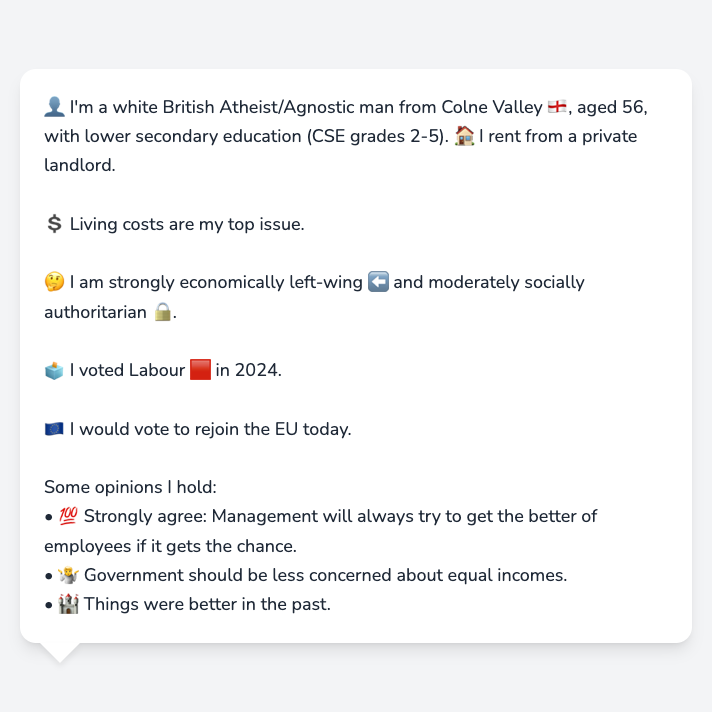 👤 I'm a white British Atheist/Agnostic man from Colne Valley 🏴󠁧󠁢󠁥󠁮󠁧󠁿, aged 56,
with lower secondary education (CSE grades 2-5). 🏠 I rent from a private
landlord.
💲 Living costs are my top issue.
🤔 I am strongly economically left-wing ⬅️ and moderately socially
authoritarian 🔒.
🗳️ I voted Labour 🟥 in 2024.
🇪🇺 I would vote to rejoin the EU today.
Some opinions I hold:
• 💯 Strongly agree: Management will always try to get the better of
employees if it gets the chance.
• 🤷 Government should be less concerned about equal incomes.
• 🏰 Things were better in the past.